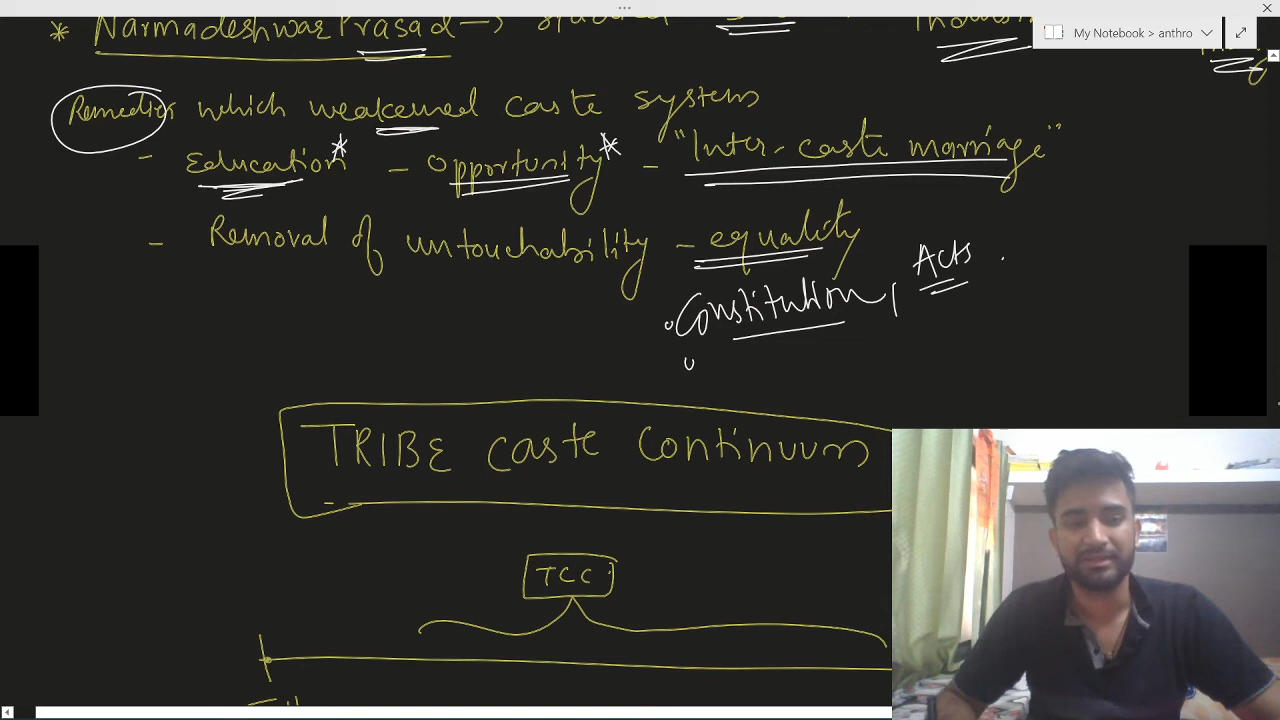 * Narmadeshwar Prasad →
My Notebook > anthro
Remedies which weakened caste system
- Education* - opportunity* - "Inter-caste marriage"
- Removal of untouchability - equality
Constitution, Acts.
TRIBE caste continuum
TCC